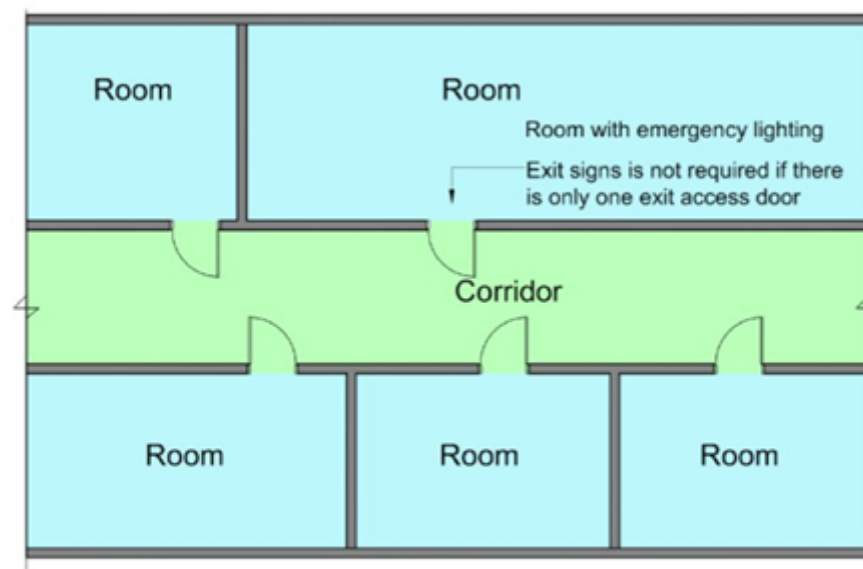 Room
Room
Room with emergency lighting
Exit signs is not required if there
is only one exit access door
Corridor
Room
Room
Room